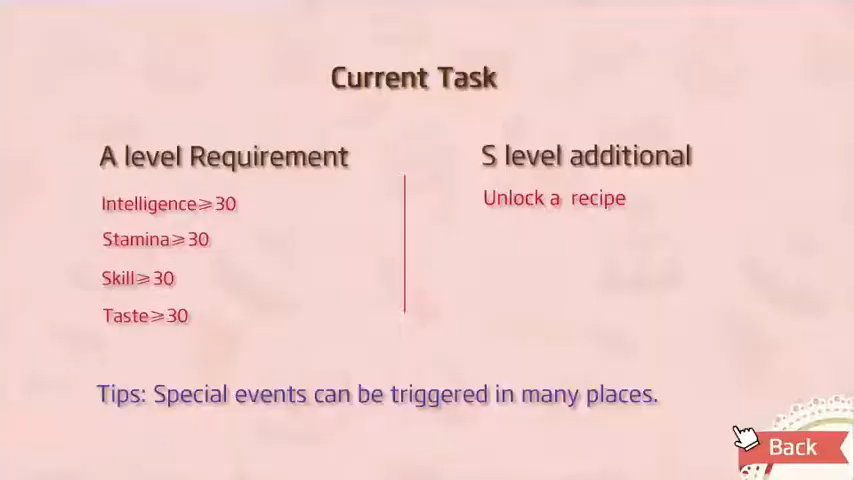 Current Task
A level Requirement
Intelligence≥30
Stamina≥30
Skill≥30
Taste≥30
S level additional
Unlock a recipe
Tips: Special events can be triggered in many places.
Back